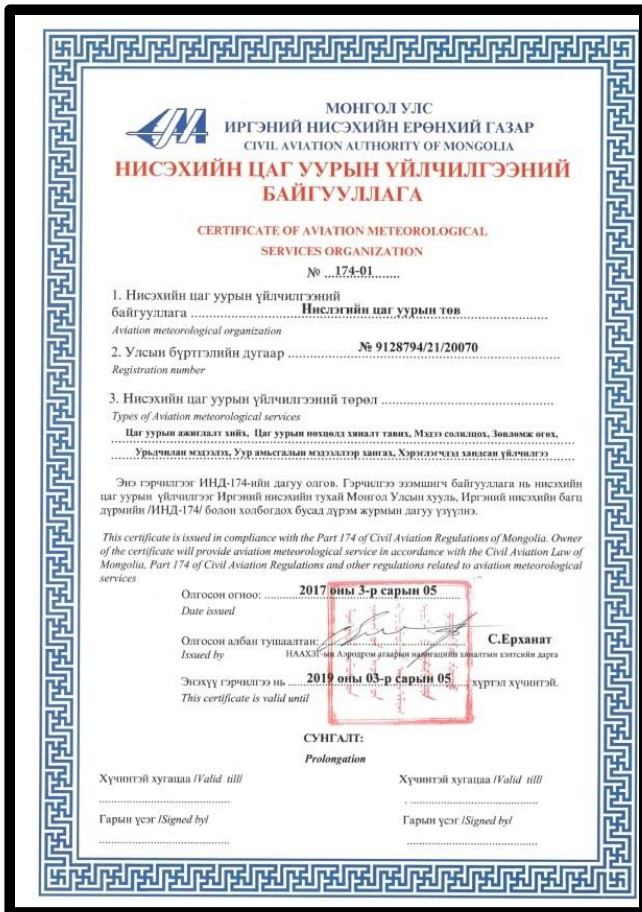 МОНГОЛ УЛС
ИРГЭНИЙ НИСЭХИЙН ЕРӨНХИЙ ГАЗАР
CIVIL AVIATION AUTHORITY OF MONGOLIA
НИСЭХИЙН ЦАГ УУРЫН ҮЙЛЧИЛГЭЭНИЙ
БАЙГУУЛЛАГА
CERTIFICATE OF AVIATION METEOROLOGICAL
SERVICES ORGANIZATION
№ 174-01
1. Нисэхийн цаг уурын үйлчилгээний
байгууллага Нислэгийн цаг уурын төв
Aviation meteorological organization
2. Улсын бүртгэлийн дугаар № 9128794/21/20070
Registration number
3. Нисэхийн цаг уурын үйлчилгээний төрөл
Types of Aviation meteorological services
Цаг уурын ажиглалт хийх, Цаг уурын нөхцөлд хяналт тавих, Мэдээ солилцох, Зөвлөмж өгөх,
Урьдчилан мэдээлэх, Уур амьсгалын мэдээллээр хангах, Хэрэглэгчдэд хандсан үйлчилгээ
Энэ гэрчилгээг ИНД-174-ийн дагуу олгов. Гэрчилгээ эзэмшигч байгууллага нь нисэхийн
цаг уурын үйлчилгээг Иргэний нисэхийн тухай Монгол Улсын хууль, Иргэний нисэхийн багц
дүрмийн /ИНД-174/ болон холбогдох бусад дүрэм журмын дагуу үзүүлнэ.
This certificate is issued in compliance with the Part 174 of Civil Aviation Regulations of Mongolia. Owner
of the certificate will provide aviation meteorological service in accordance with the Civil Aviation Law of
Mongolia, Part 174 of Civil Aviation Regulations and other regulations related to aviation meteorological
services
Олгосон огноо: 2017 оны 3-р сарын 05
Date issued
Олгосон албан тушаалтан: С.Ерханат
Issued by НААХЗГ-ын Аэродром агаарын навигацийн хяналтын хэлтсийн дарга
Энэхүү гэрчилгээ нь 2019 оны 03-р сарын 05 хүртэл хүчинтэй.
This certificate is valid until
СУНГАЛТ:
Prolongation
Хүчинтэй хугацаа /Valid till/ Хүчинтэй хугацаа /Valid till/
Гарын үсэг /Signed by/ Гарын үсэг /Signed by/